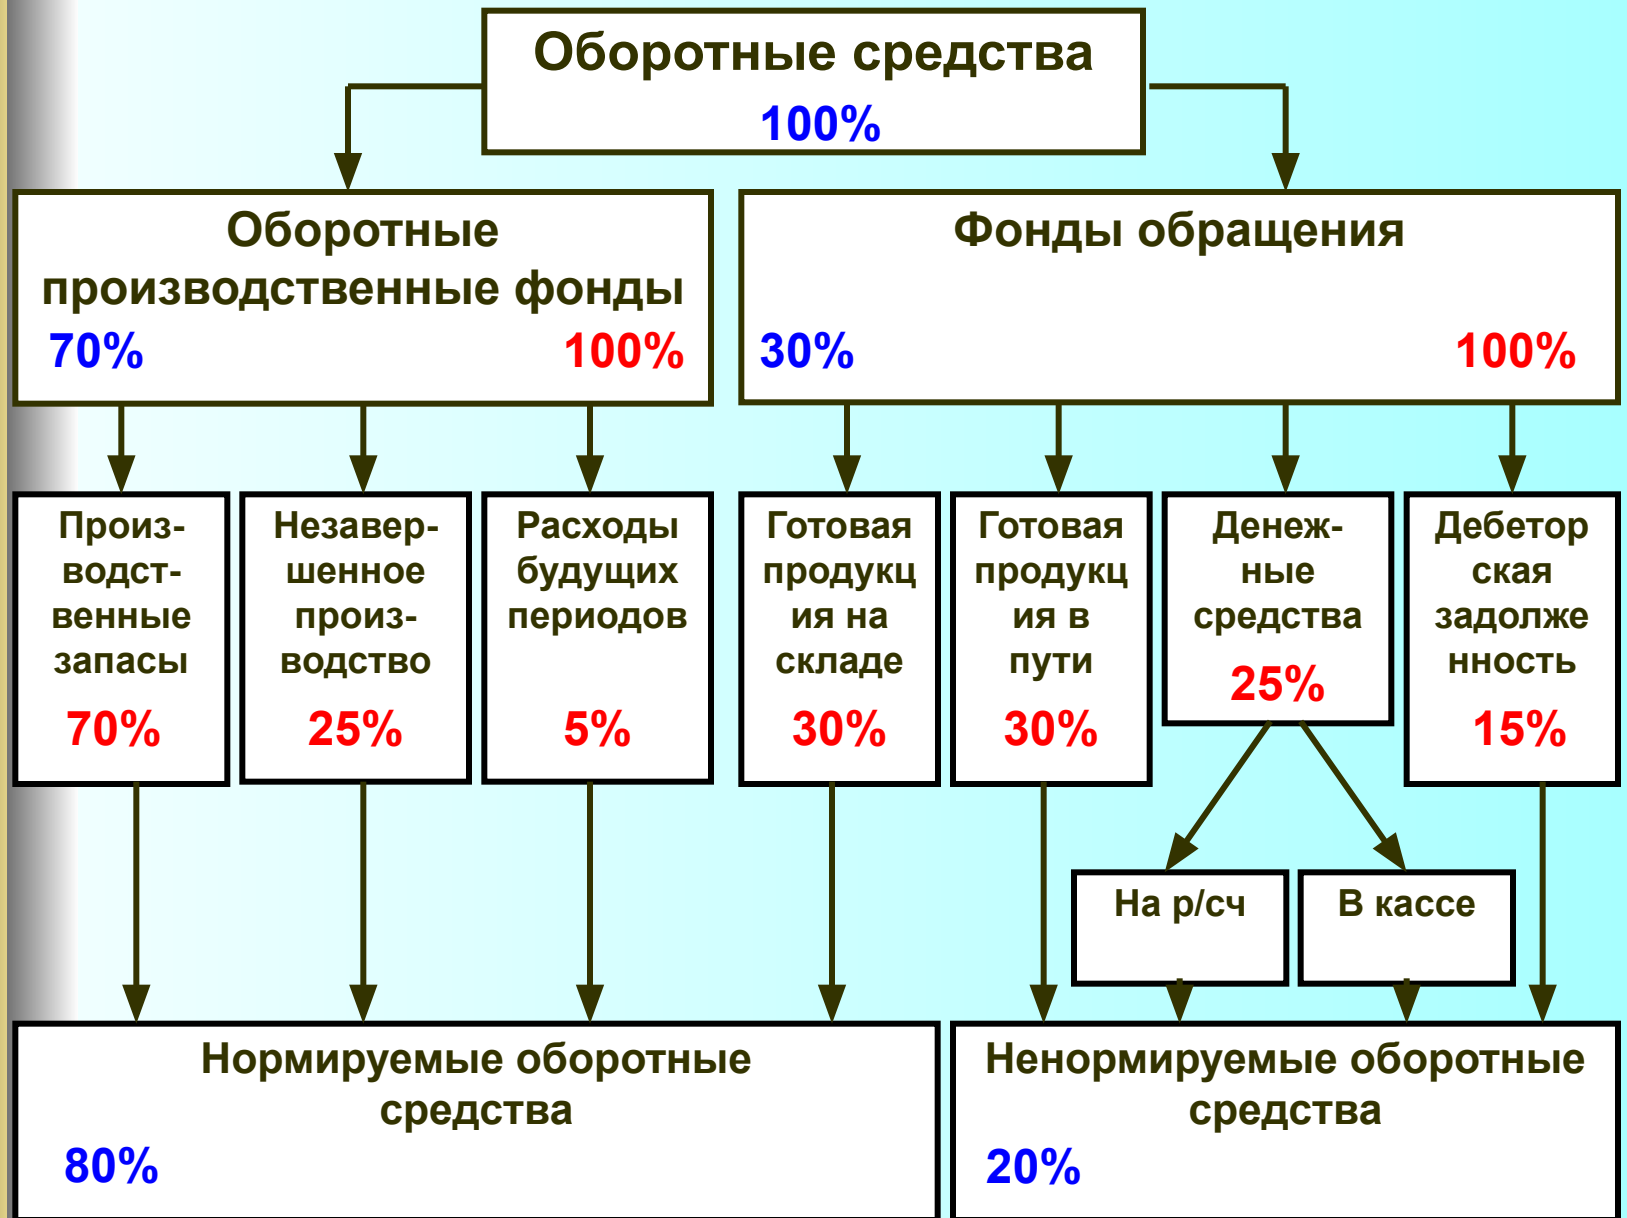 Оборотные средства
100%
Оборотные
производственные фонды
70% 100%
Фонды обращения
30% 100%
Произ-
водст-
венные
запасы
70%
Незавер-
шенное
произ-
водство
25%
Расходы
будущих
периодов
5%
Готовая
продукц
ия на
складе
30%
Готовая
продукц
ия в
пути
30%
Денеж-
ные
средства
25%
Дебетор
ская
задолже
нность
15%
На р/сч
В кассе
Нормируемые оборотные
средства
80%
Ненормируемые оборотные
средства
20%